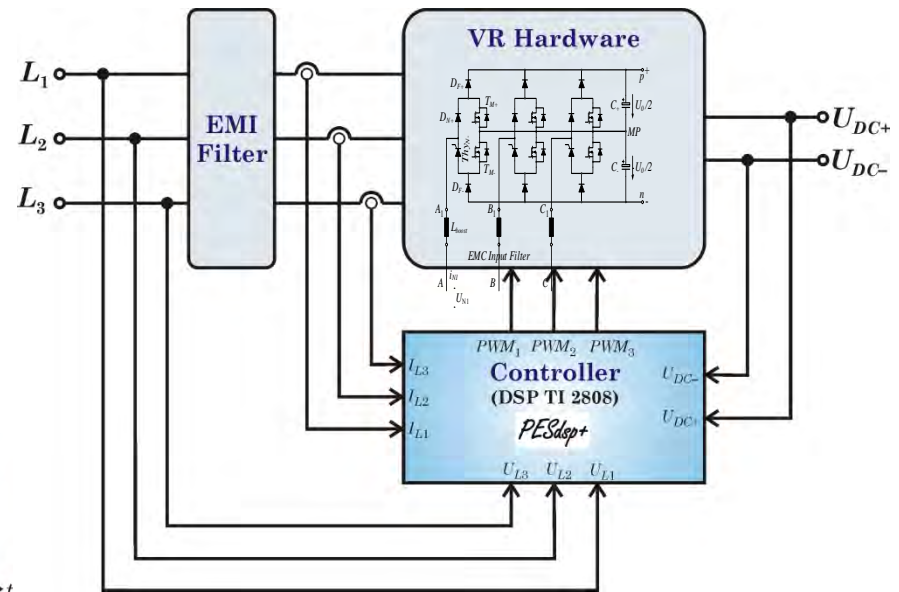 VR Hardware
L1
L2
L3
EMI
Filter
DF+
DN+
TM+
Thyn-
TM-
DF-
p
+
C+
U0/2
MP
C-
U0/2
n
-
A1
B1
C1
Lboost
EMC Input Filter
iN1
A
B
C
UN1
UDC+
UDC−
PWM1 PWM2 PWM3
Controller
(DSP TI 2808)
PESdsp+
IL3
IL2
IL1
UDC−
UDC+
UL3 UL2 UL1